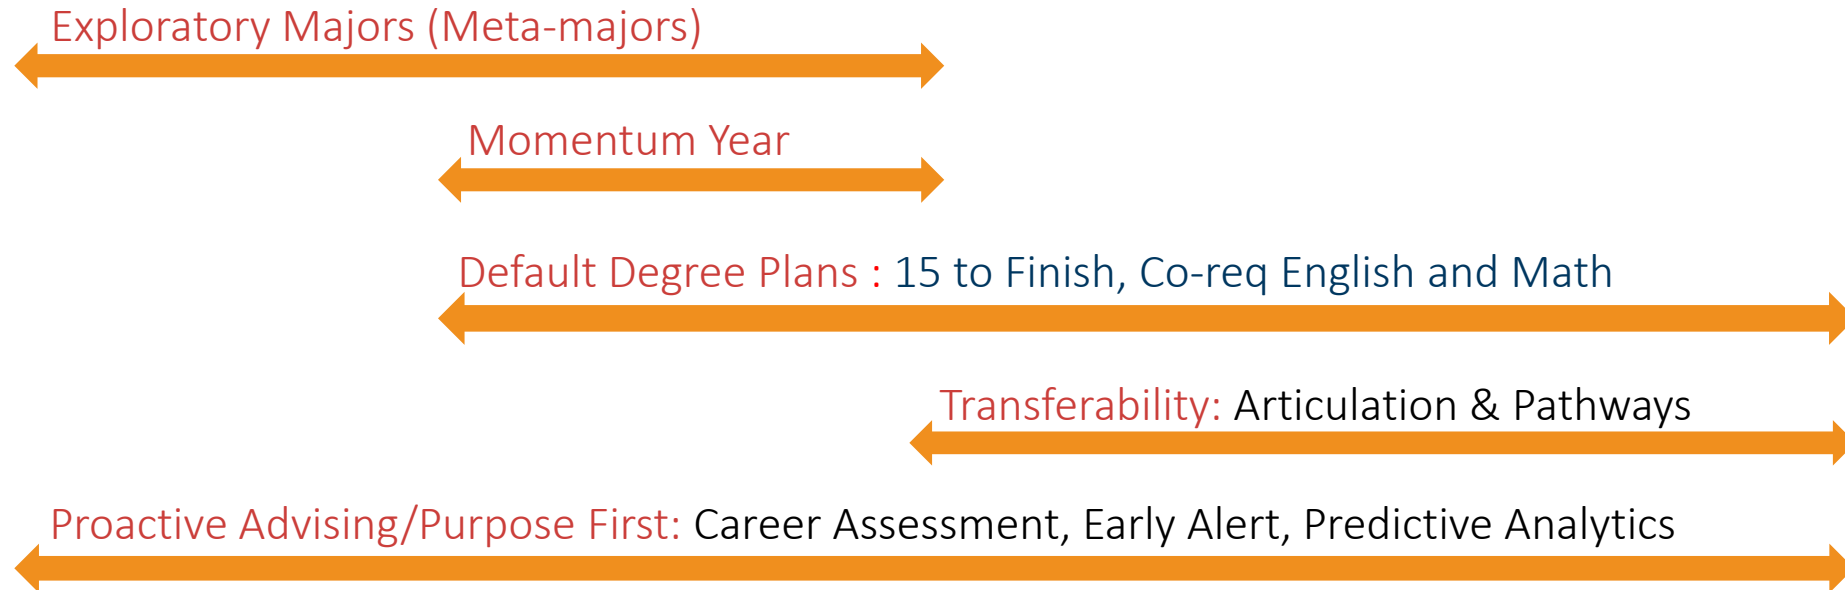 Exploratory Majors (Meta-majors)
Momentum Year
Default Degree Plans : 15 to Finish, Co-req English and Math
Transferability: Articulation & Pathways
Proactive Advising/Purpose First: Career Assessment, Early Alert, Predictive Analytics